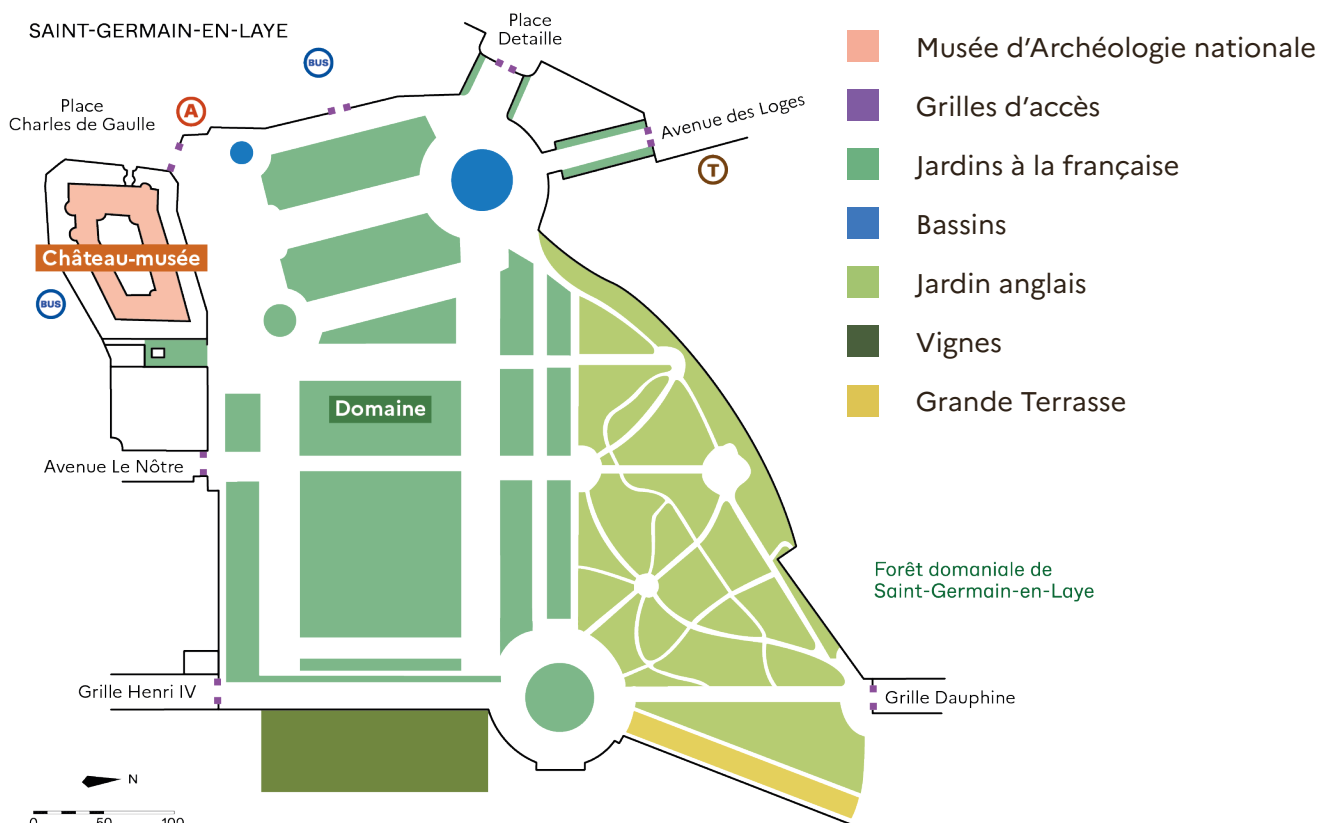 SAINT-GERMAIN-EN-LAYE
Place
Detaille
BUS
Place
Charles de Gaulle
A
Avenue des Loges
T
Château-musée
BUS
Domaine
Avenue Le Nôtre
Forêt domaniale de
Saint-Germain-en-Laye
Grille Henri IV
Grille Dauphine
N
0 50 100
Musée d'Archéologie nationale
Grilles d'accès
Jardins à la française
Bassins
Jardin anglais
Vignes
Grande Terrasse